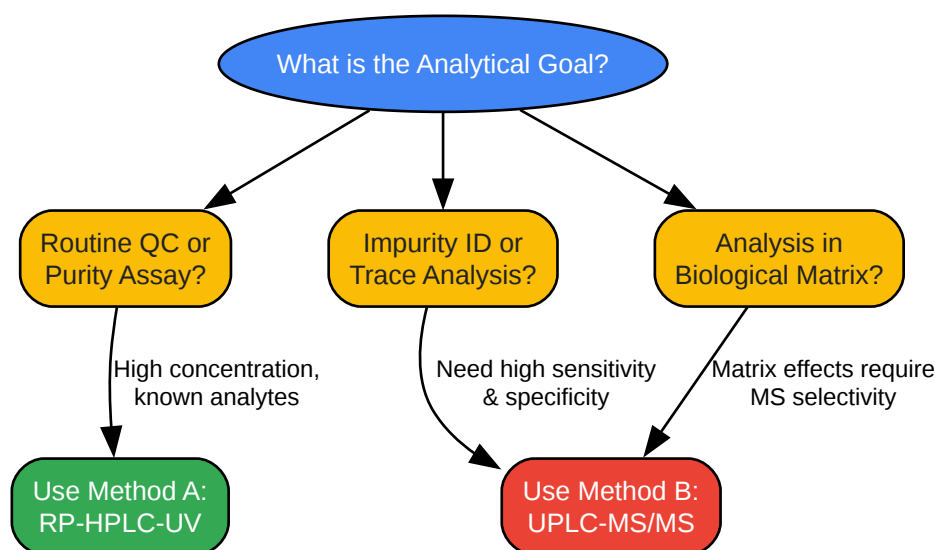 What is the Analytical Goal?
Routine QC or
Purity Assay?
Impurity ID or
Trace Analysis?
Analysis in
Biological Matrix?
High concentration,
known analytes
Need high sensitivity
& specificity
Matrix effects require
MS selectivity
Use Method A:
RP-HPLC-UV
Use Method B:
UPLC-MS/MS